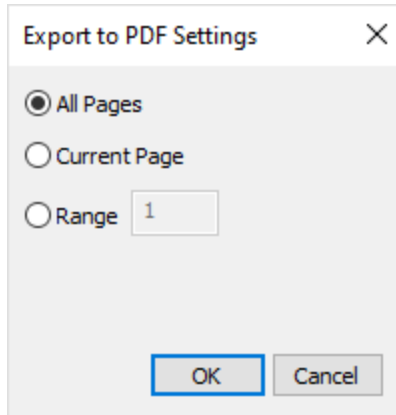 Export to PDF Settings
All Pages
Current Page
Range 1
OK Cancel